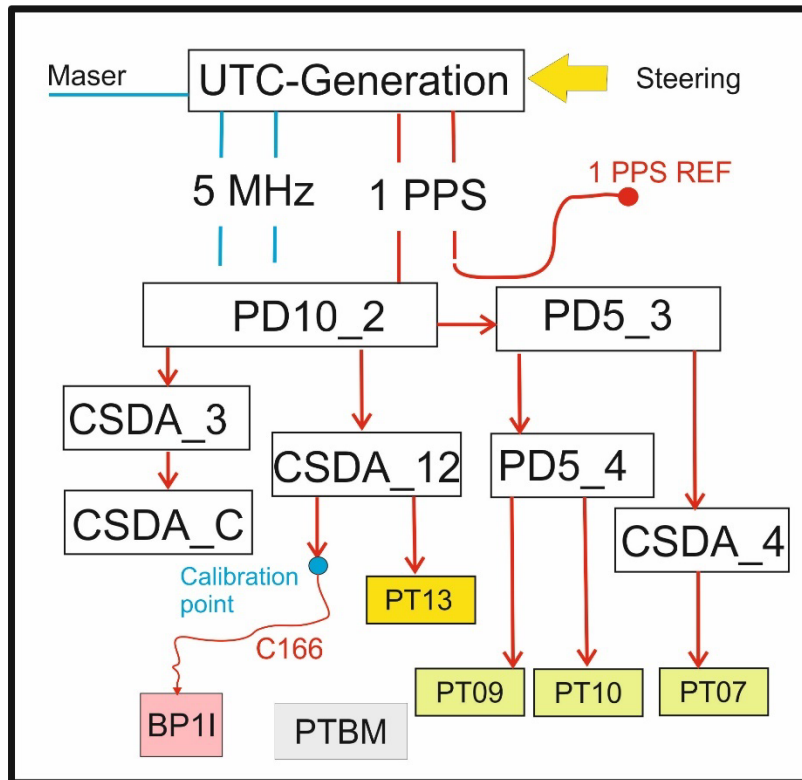 Maser
UTC-Generation
Steering
5 MHz
1 PPS
1 PPS REF
PD10_2
PD5_3
CSDA_3
CSDA_12
PD5_4
CSDA_C
CSDA_4
Calibration
point
PT13
C166
PT09
PT10
PT07
BP1I
PTBM